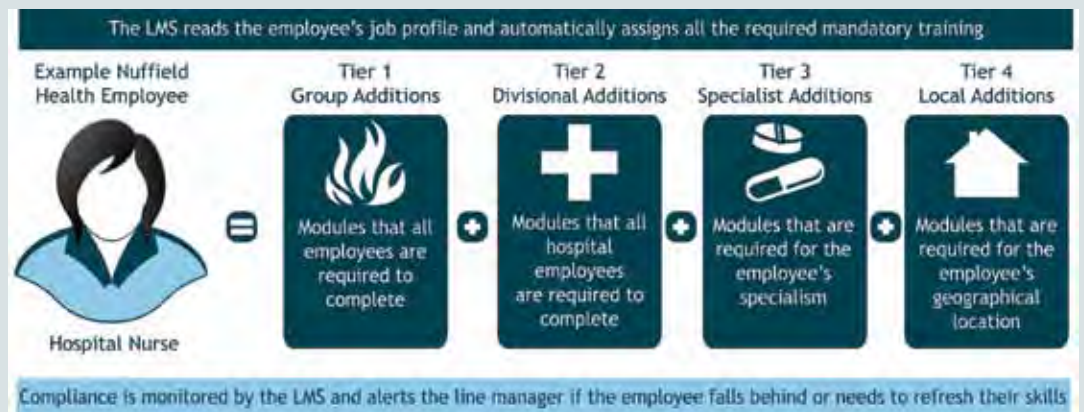 The LMS reads the employee's job profile and automatically assigns all the required mandatory training
Example Nuffield
Health Employee
Hospital Nurse
Tier 1
Group Additions
Modules that all
employees are
required to
complete
Tier 2
Divisional Additions
Modules that all
hospital
employees
are required to
complete
Tier 3
Specialist Additions
Modules that are
required for the
employee's
specialism
Tier 4
Local Additions
Modules that are
required for the
employee's
geographical
location
Compliance is monitored by the LMS and alerts the line manager if the employee falls behind or needs to refresh their skills